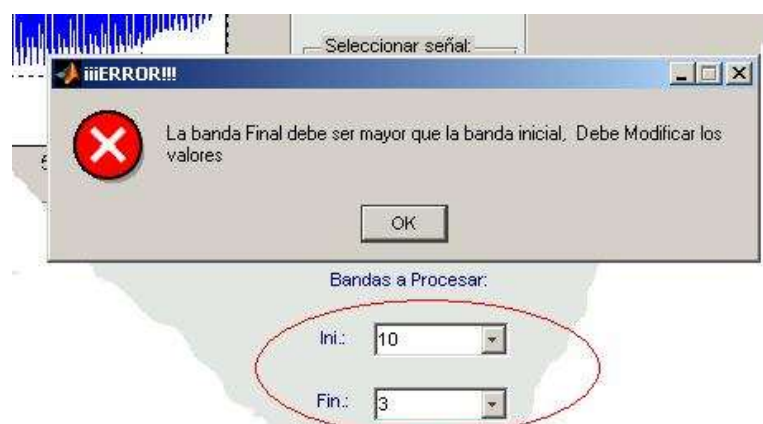 Seleccionar señal:
¡¡¡ERROR!!!
La banda Final debe ser mayor que la banda inicial, Debe Modificar los
valores
OK
Bandas a Procesar:
Ini.: 10
Fin.: 3